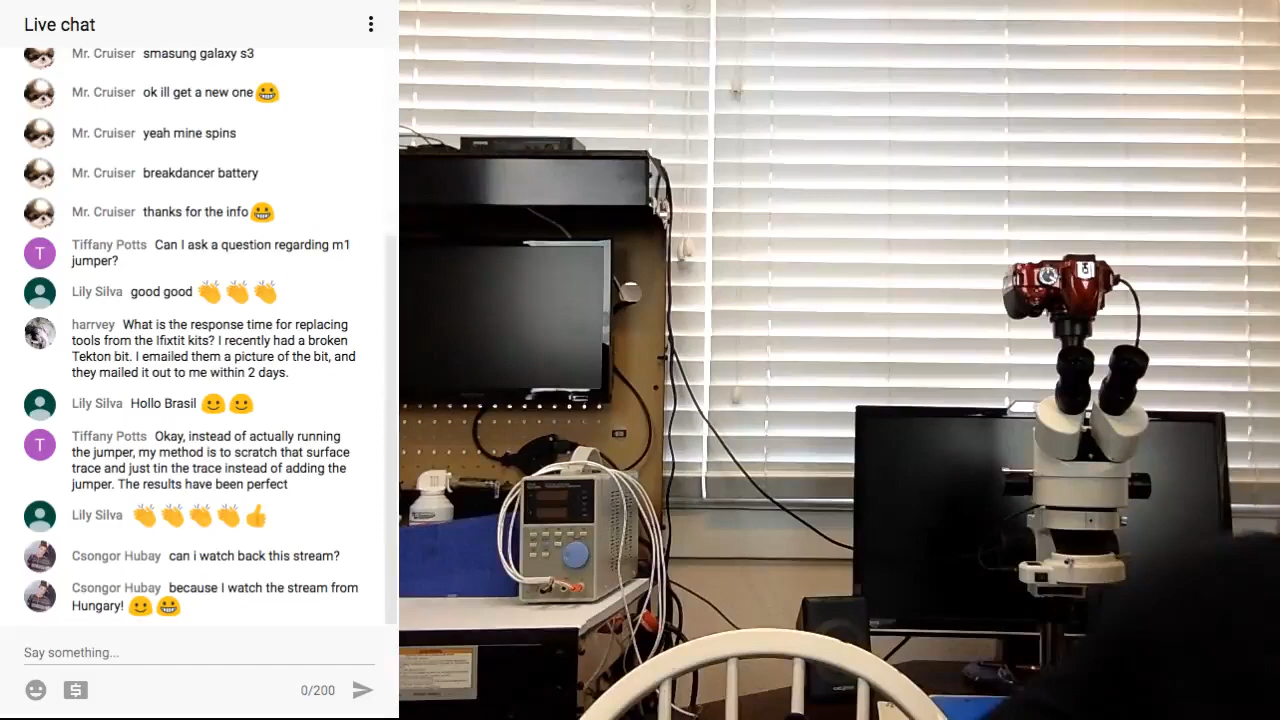 Live chat
Mr. Cruiser smasung galaxy s3
Mr. Cruiser ok ill get a new one
Mr. Cruiser yeah mine spins
Mr. Cruiser breakdancer battery
Mr. Cruiser thanks for the info
T
Tiffany Potts Can I ask a question regarding m1
jumper?
Lily Silva good good
harrvey What is the response time for replacing
tools from the Ifixtit kits? I recently had a broken
Tekton bit. I emailed them a picture of the bit, and
they mailed it out to me within 2 days.
Lily Silva Hollo Brasil
T
Tiffany Potts Okay, instead of actually running
the jumper, my method is to scratch that surface
trace and just tin the trace instead of adding the
jumper. The results have been perfect
Lily Silva
Csongor Hubay can i watch back this stream?
Csongor Hubay because I watch the stream from
Hungary!
Say something...
0/200